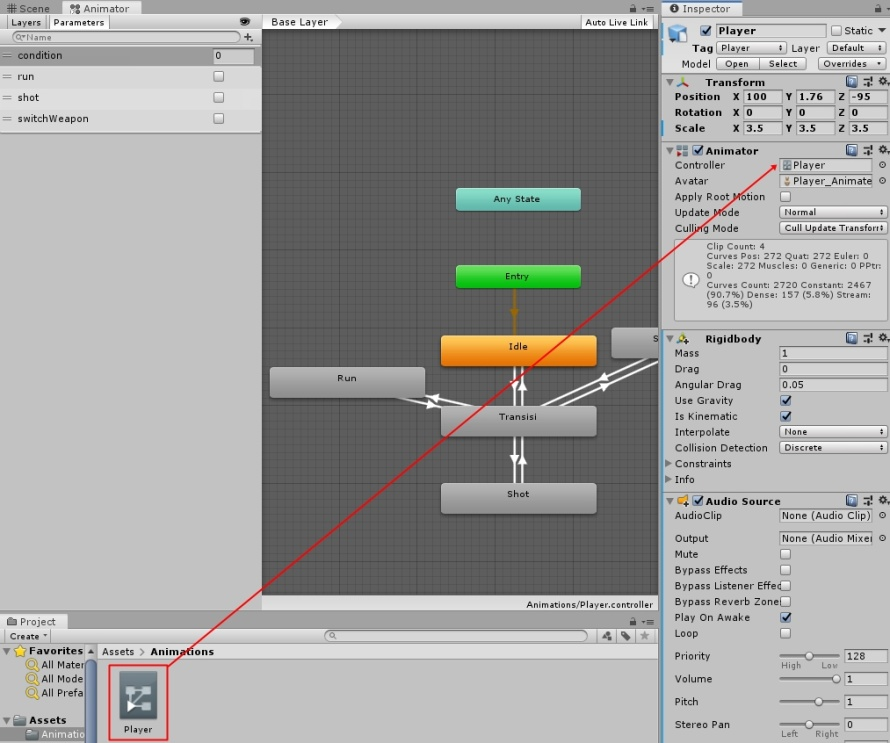 Scene
Animator
Layers
Parameters
Name
condition
0
run
shot
switchWeapon
Base Layer
Auto Live Link
Any State
Entry
Idle
S
Run
Transisi
Shot
Animations/Player.controller
Inspector
Player
Static
Tag
Player
Layer
Default
Model
Open
Select
Overrides
Transform
Position X 100 Y 1.76 Z -95
Rotation X 0 Y 0 Z 0
Scale X 3.5 Y 3.5 Z 3.5
Animator
Controller
Player
Avatar
Player_Animate
Apply Root Motion
Update Mode
Normal
Culling Mode
Cull Update Transform
Clip Count: 4
Curves Pos: 272 Quat: 272 Euler: 0
Scale: 272 Muscles: 0 Generic: 0 PPtr:
0
Curves Count: 2720 Constant: 2467
(90.7%) Dense: 157 (5.8%) Stream:
96 (3.5%)
Rigidbody
Mass
1
Drag
0
Angular Drag
0.05
Use Gravity
Is Kinematic
Interpolate
None
Collision Detection
Discrete
Constraints
Info
Audio Source
AudioClip
None (Audio Clip)
Output
None (Audio Mixer
Mute
Bypass Effects
Bypass Listener Effec
Bypass Reverb Zone
Play On Awake
Loop
Priority
128
High Low
Volume
1
Pitch
1
Stereo Pan
0
Left Right
Project
Create
Favorites
All Mater
All Mode
All Prefa
Assets
Animatio
Assets > Animations
Player